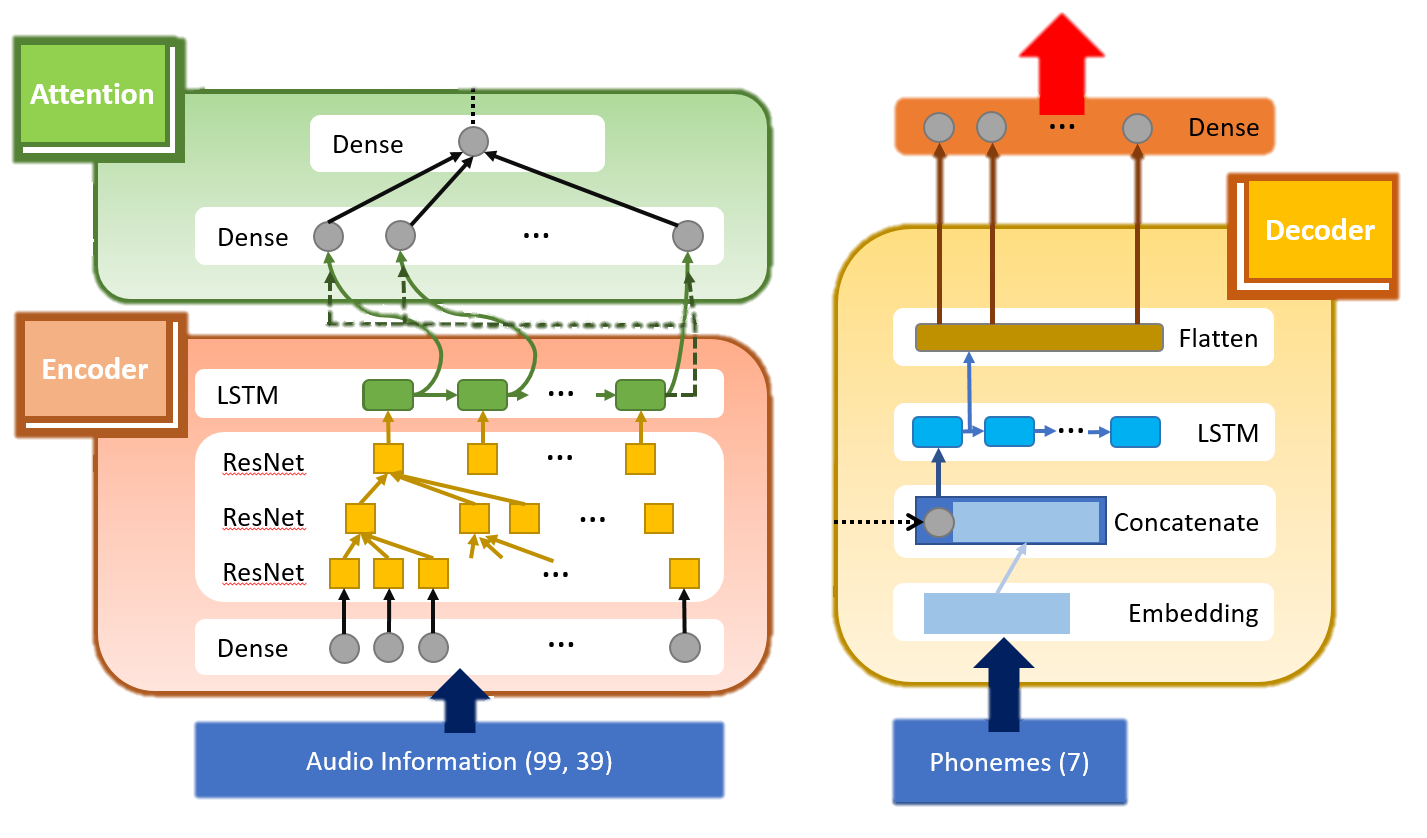 Attention
Dense
Dense
...
Encoder
LSTM
...
ResNet
...
ResNet
...
ResNet
...
Dense
...
Audio Information (99, 39)
... Dense
Decoder
Flatten
... LSTM
Concatenate
Embedding
Phonemes (7)